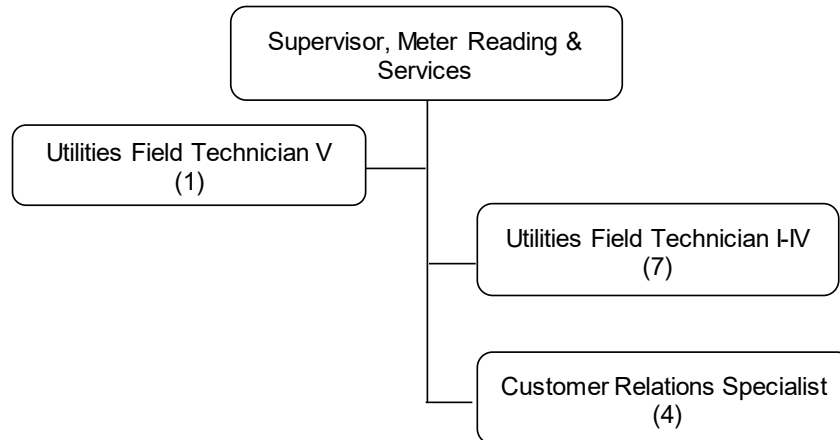 Supervisor, Meter Reading &
Services
Utilities Field Technician V
(1)
Utilities Field Technician I-IV
(7)
Customer Relations Specialist
(4)